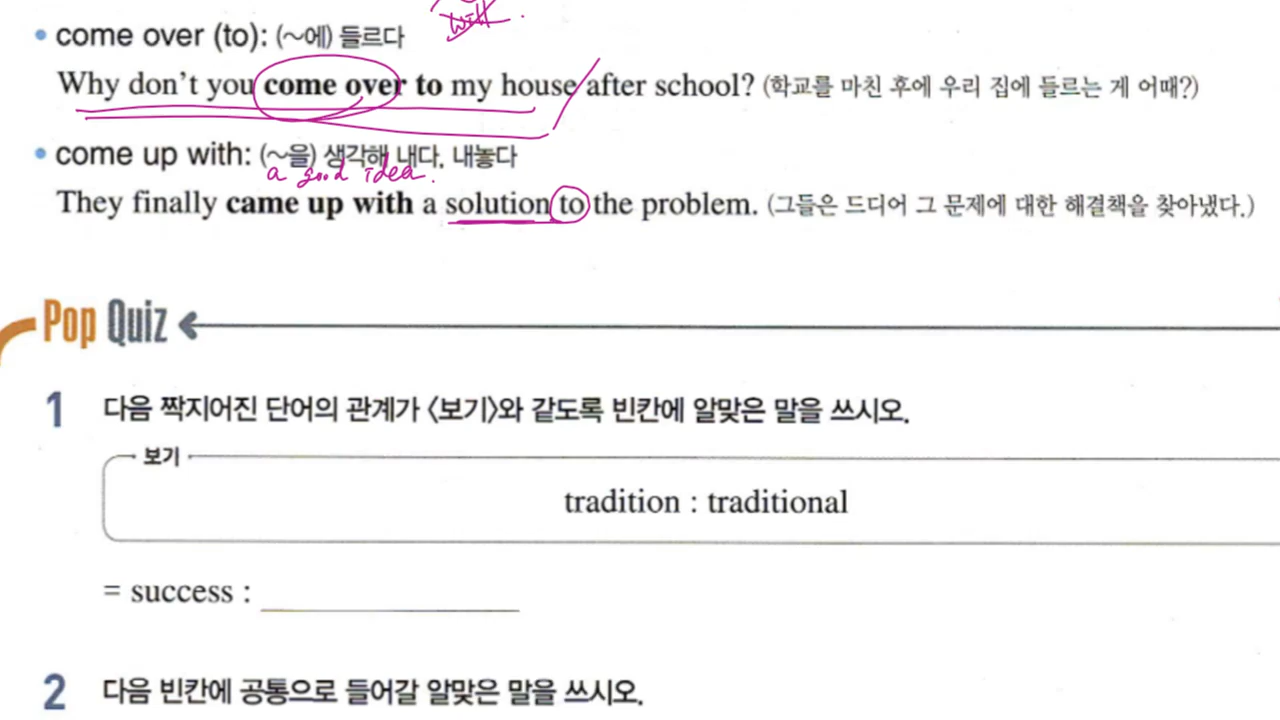 will.
• come over (to): (~에) 들르다
Why don't you come over to my house after school? (학교를 마친 후에 우리 집에 들르는 게 어때?)
• come up with: (~을) 생각해 내다, 내놓다
a good idea.
They finally came up with a solution to the problem. (그들은 드디어 그 문제에 대한 해결책을 찾아냈다.)
Pop Quiz
1 다음 짝지어진 단어의 관계가 〈보기〉와 같도록 빈칸에 알맞은 말을 쓰시오.
보기
tradition : traditional
= success :
2 다음 빈칸에 공통으로 들어갈 알맞은 말을 쓰시오.